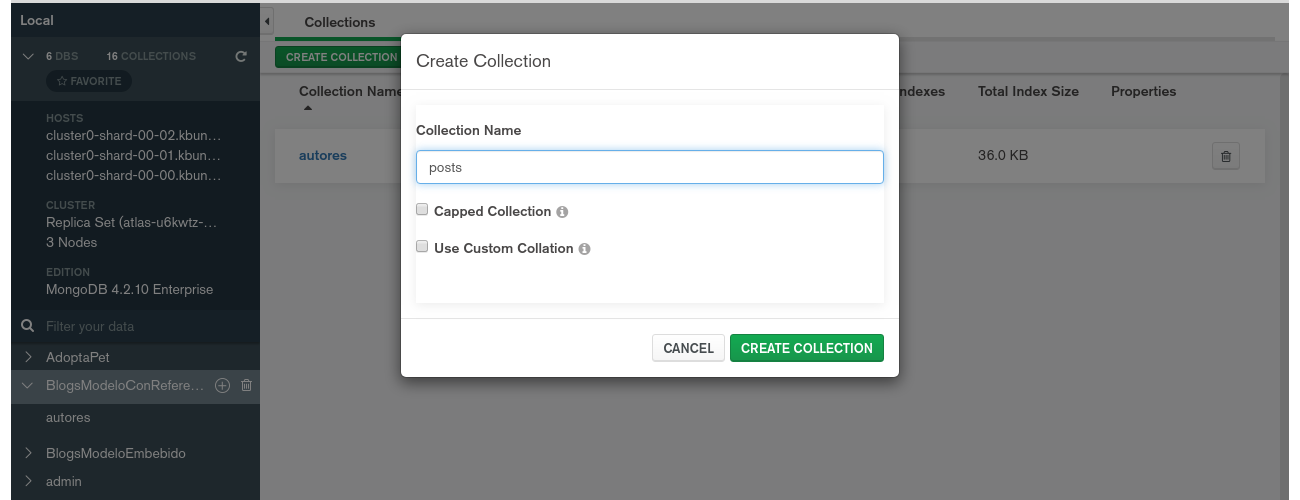 Local
6 DBS 16 COLLECTIONS
FAVORITE
HOSTS
cluster0-shard-00-02.kbun...
cluster0-shard-00-01.kbun...
cluster0-shard-00-00.kbun...
CLUSTER
Replica Set (atlas-u6kwtz-...
3 Nodes
EDITION
MongoDB 4.2.10 Enterprise
Filter your data
AdoptaPet
BlogsModeloConRefere...
autores
BlogsModeloEmbebido
admin
Collections
CREATE COLLECTION
Collection Name ndexes Total Index Size Properties
autores 36.0 KB
Create Collection
Collection Name
posts
Capped Collection
Use Custom Collation
CANCEL CREATE COLLECTION